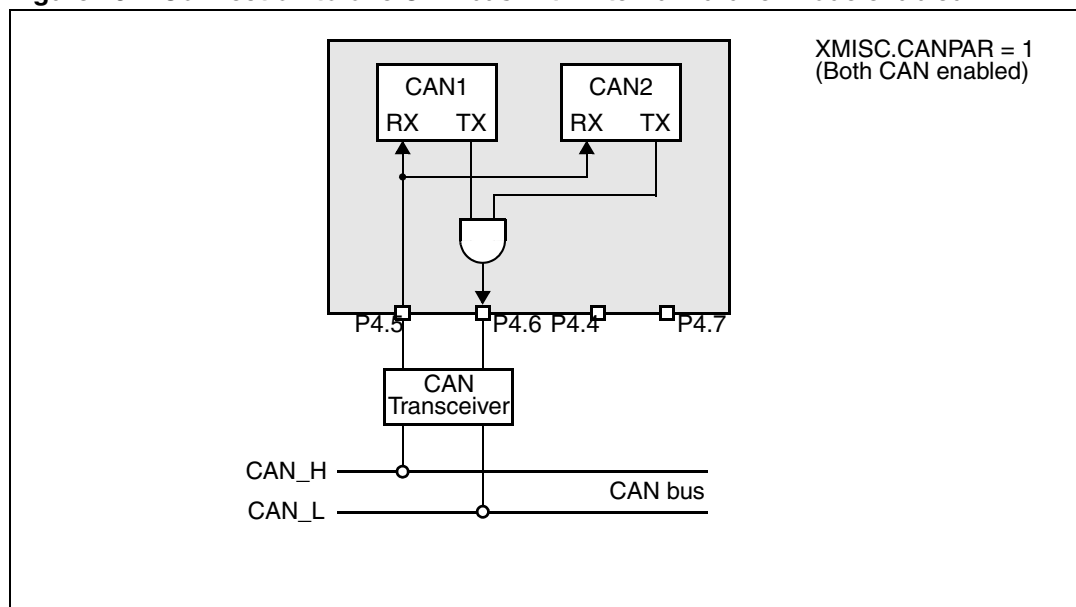 XMISC.CANPAR = 1
(Both CAN enabled)
CAN1
RX TX
CAN2
RX TX
P4.5
P4.6
P4.4
P4.7
CAN
Transceiver
CAN_H
CAN bus
CAN_L